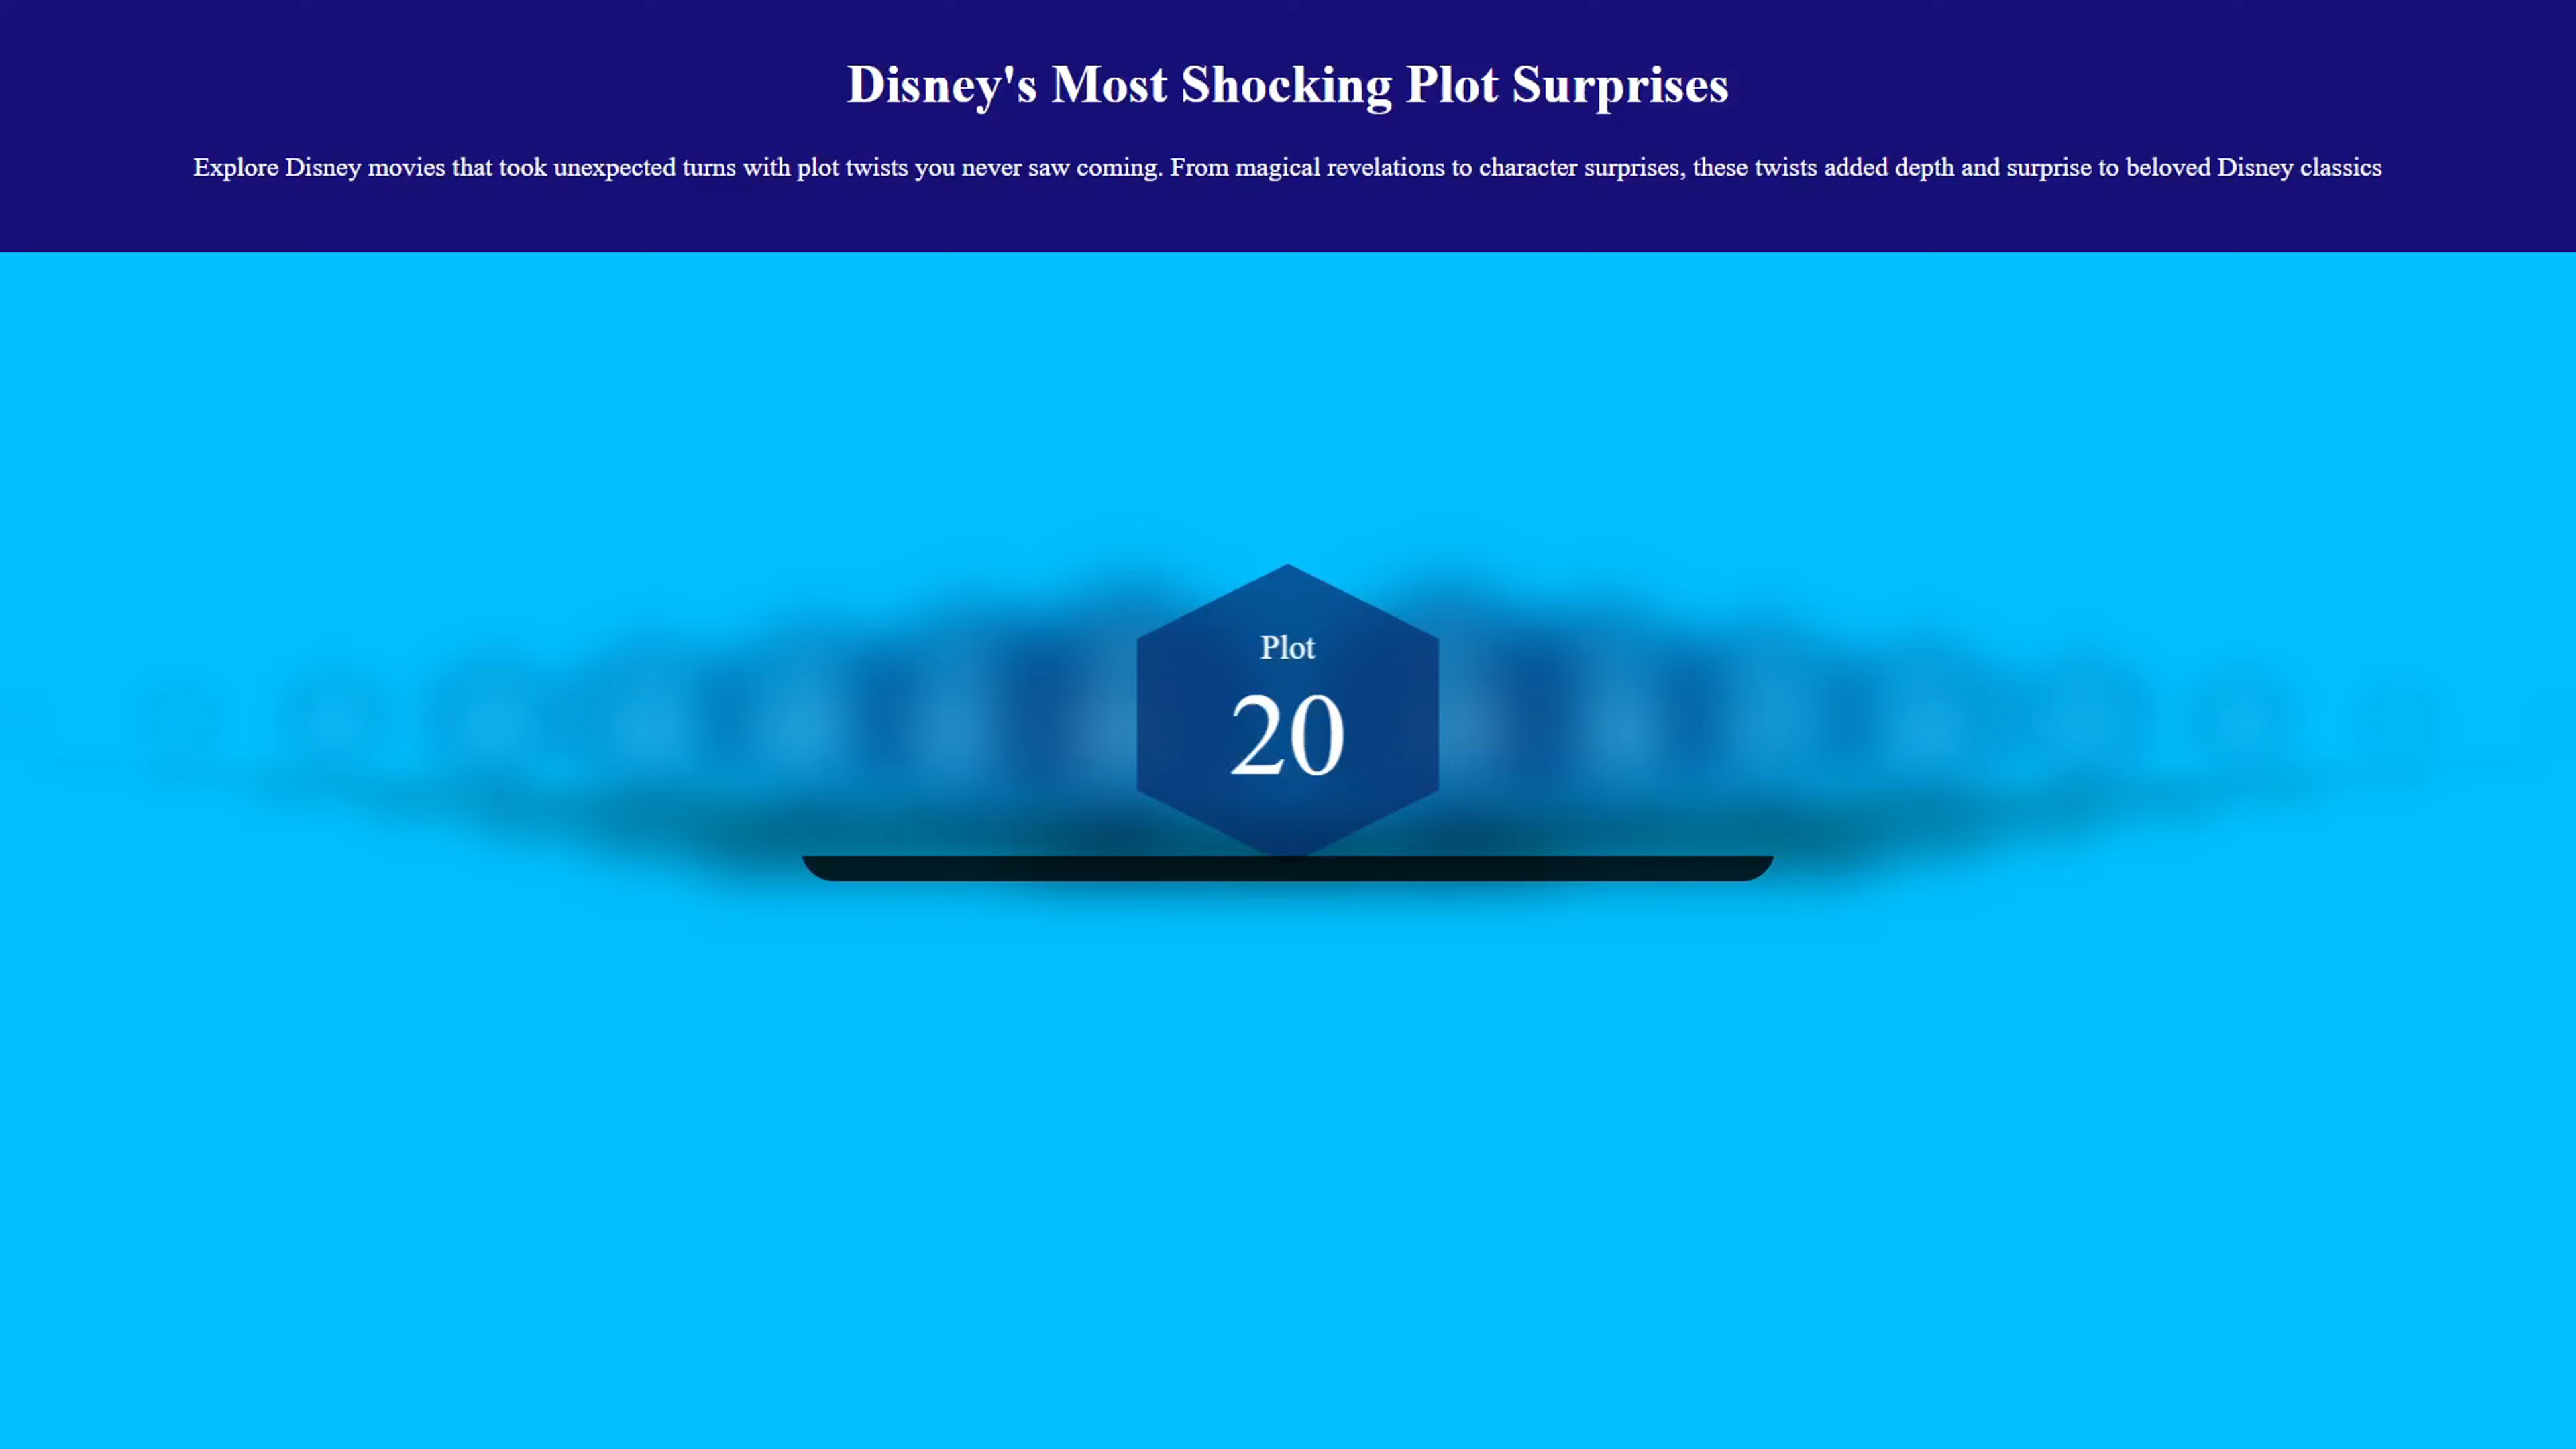 Disney's Most Shocking Plot Surprises
Explore Disney movies that took unexpected turns with plot twists you never saw coming. From magical revelations to character surprises, these twists added depth and surprise to beloved Disney classics
Plot
20